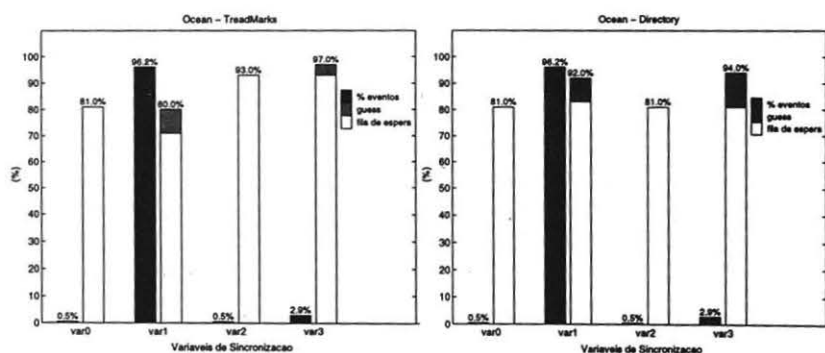 Ocean – TreadMarks
100
90
80
70
60
50
40
30
20
10
0
(%)
81.0%
96.2%
80.0%
93.0%
97.0%
% eventos
guess
fila de espera
0.5%
0.5%
2.9%
var0
var1
var2
var3
Variaveis de Sincronizacao
Ocean – Directory
100
90
80
70
60
50
40
30
20
10
0
(%)
81.0%
96.2%
92.0%
81.0%
94.0%
% eventos
guess
fila de espera
0.5%
0.5%
2.9%
var0
var1
var2
var3
Variaveis de Sincronizacao